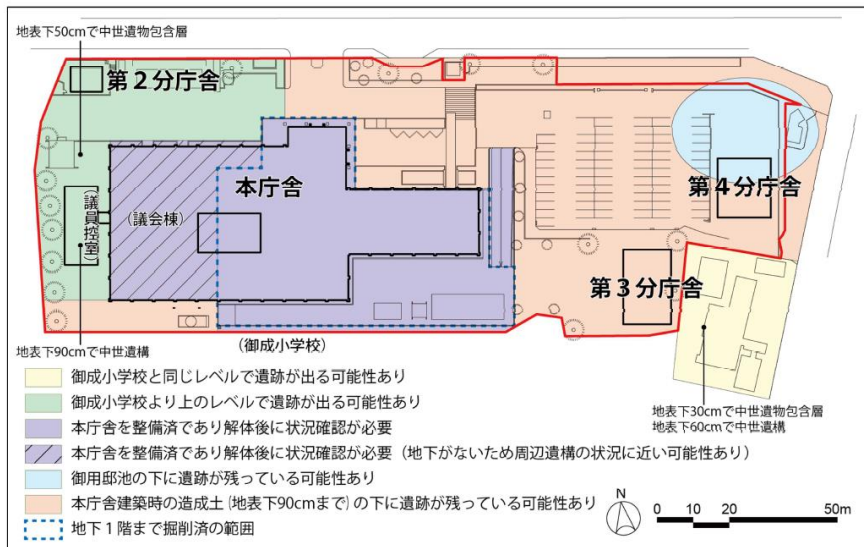 地表下50cmで中世遺物包含層
第2分庁舎
本庁舎
(議会棟)
(議員控室)
第4分庁舎
第3分庁舎
(御成小学校)
地表下90cmで中世遺構
御成小学校と同じレベルで遺跡が出る可能性あり
御成小学校より上のレベルで遺跡が出る可能性あり
本庁舎を整備済であり解体後に状況確認が必要
本庁舎を整備済であり解体後に状況確認が必要（地下がないため周辺遺構の状況に近い可能性あり）
御用邸池の下に遺跡が残っている可能性あり
本庁舎建築時の造成土（地表下90cmまで）の下に遺跡が残っている可能性あり
地下1階まで掘削済の範囲
地表下30cmで中世遺物包含層
地表下60cmで中世遺構
N
0 10 20 50m